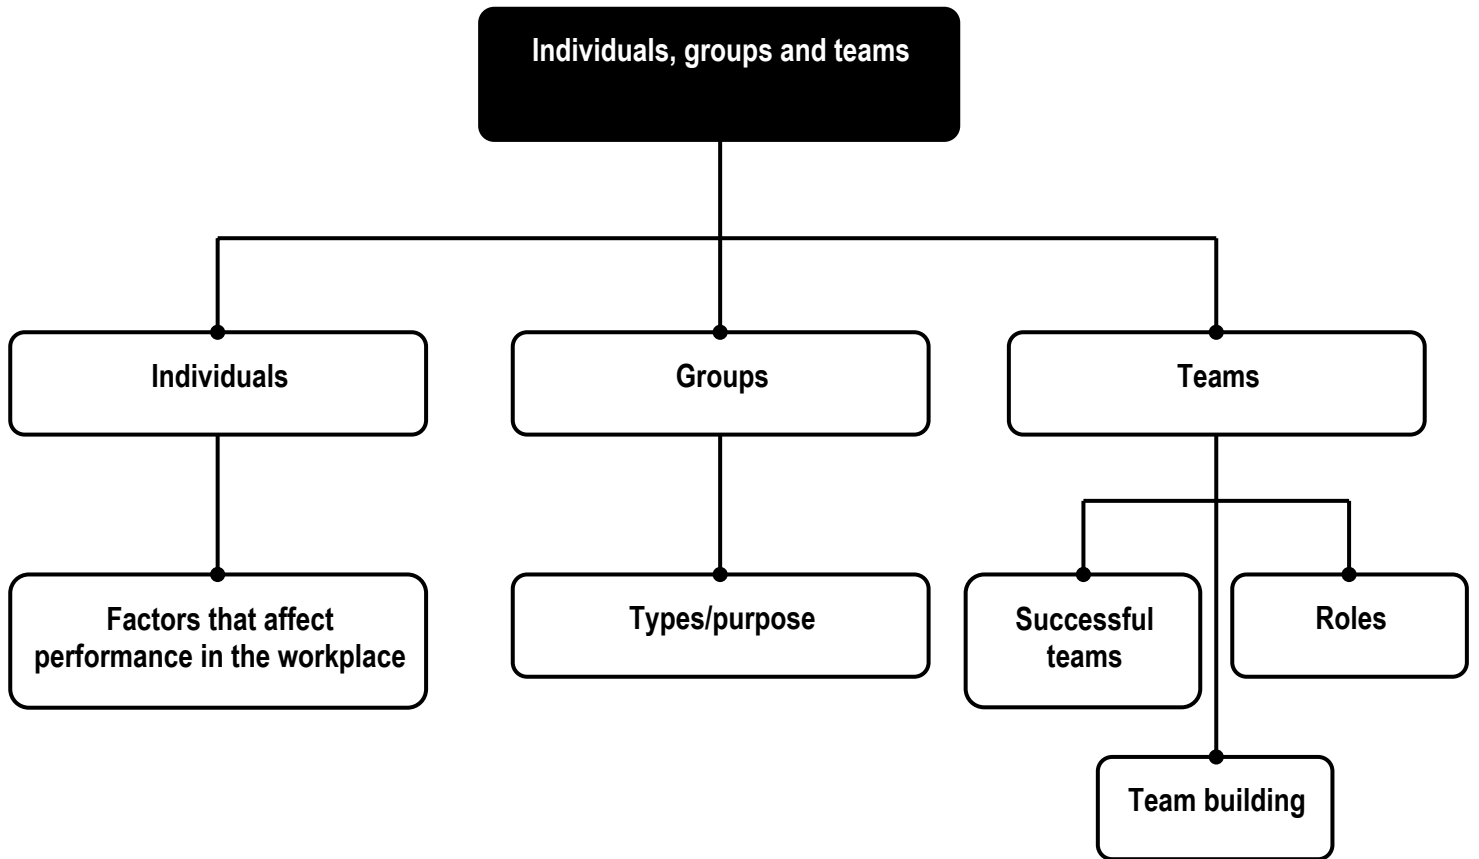 Individuals, groups and teams
Individuals
Groups
Teams
Factors that affect
performance in the workplace
Types/purpose
Successful
teams
Roles
Team building